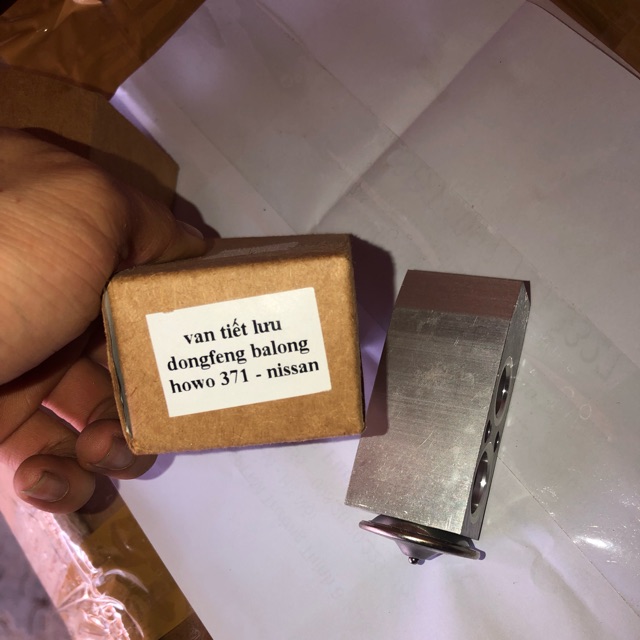 van tiết lưu
dongfeng balong
howo 371 - nissan